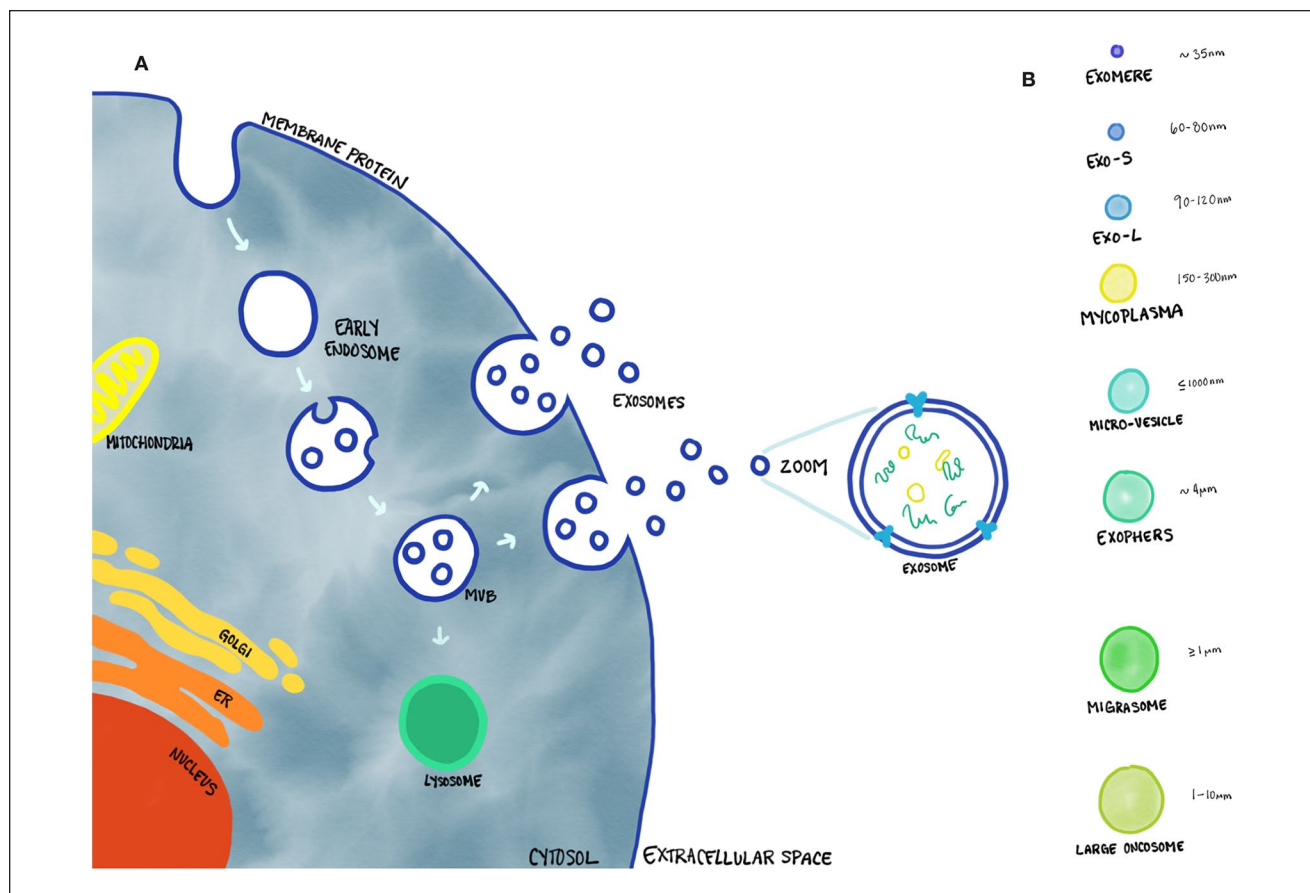 A
MEMBRANE PROTEIN
EARLY
ENDOSOME
MITOCHONDRIA
EXOSOMES
ZOOM
EXOSOME
MVB
GOLGI
ER
NUCLEUS
LYSOSOME
CYTOSOL
EXTRACELLULAR SPACE
B
~35nm
EXOMERE
60-80nm
EXO-S
90-120nm
EXO-L
150-300nm
MYCOPLASMA
≤1000nm
MICRO-VESICLE
~4μm
EXOPHERS
≥1μm
MIGRASOME
1-10μm
LARGE ONCOSOME